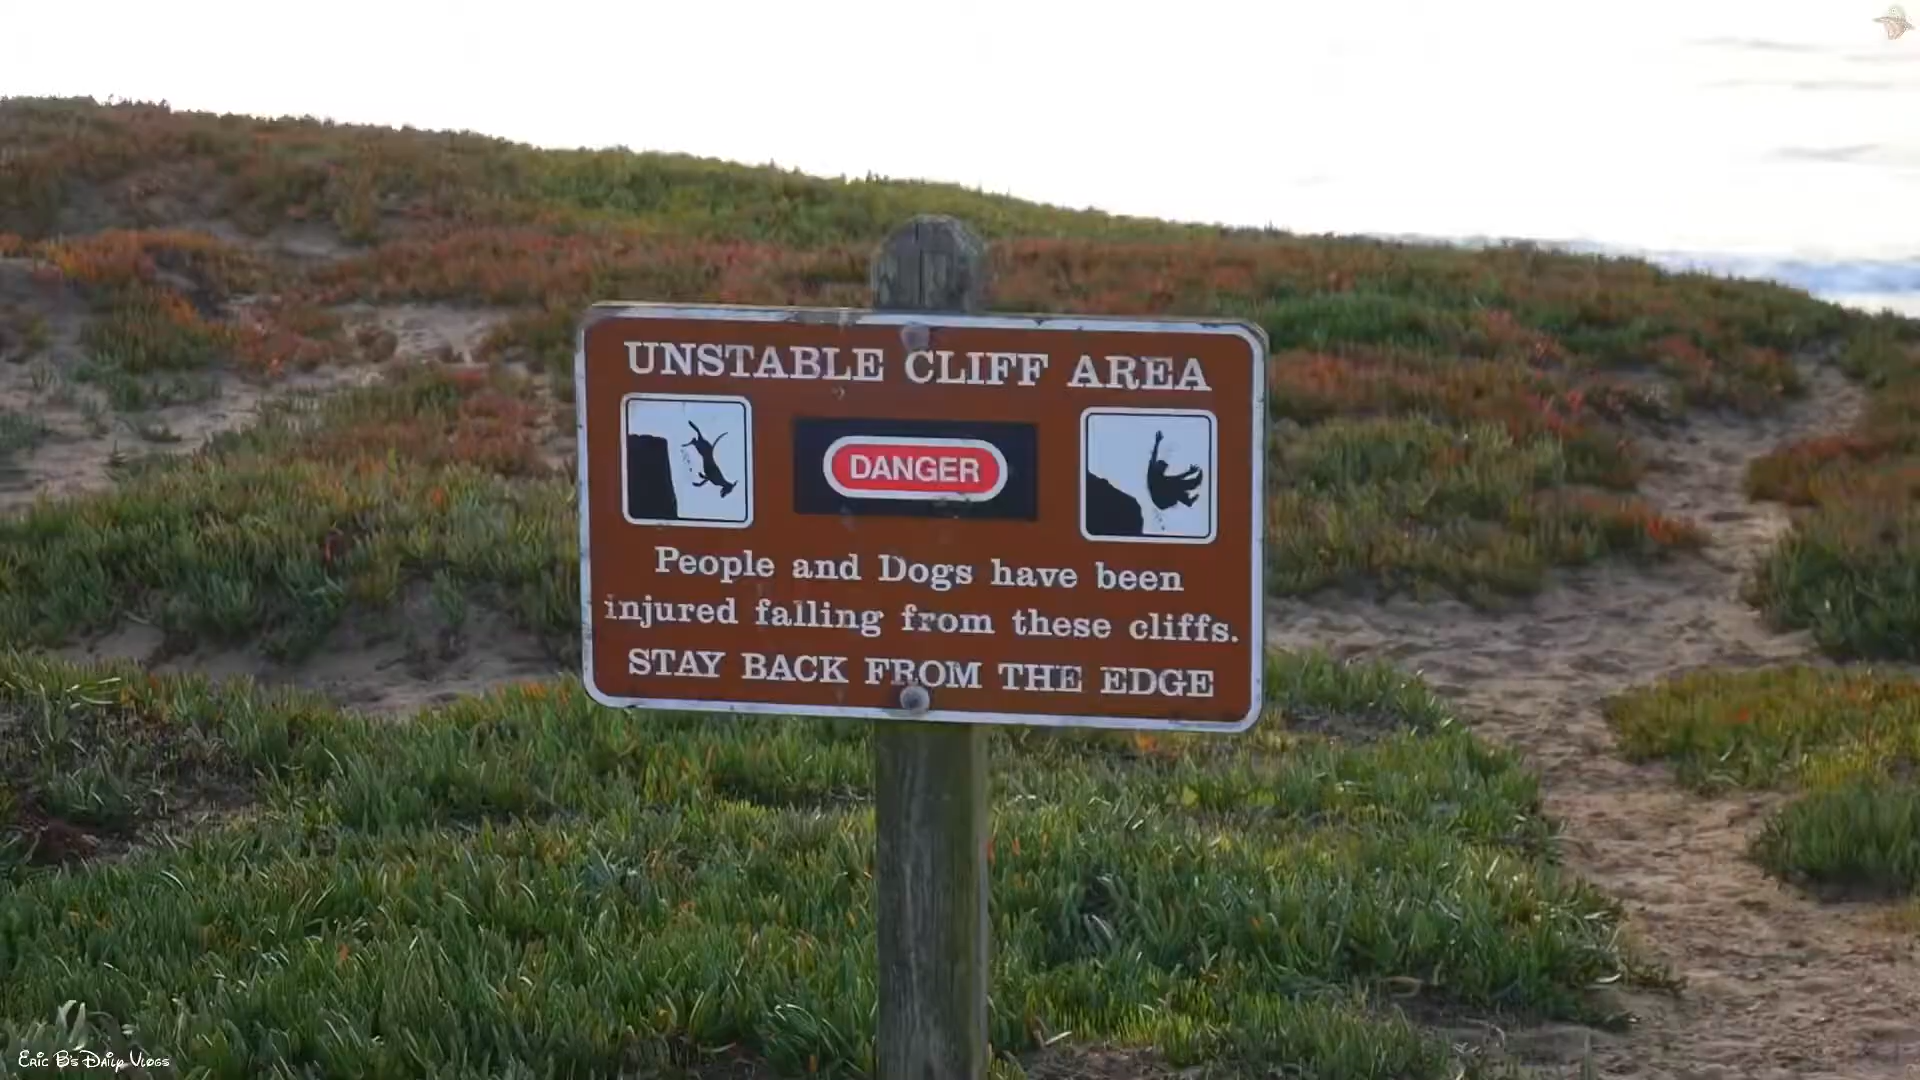 UNSTABLE CLIFF AREA
DANGER
People and Dogs have been
injured falling from these cliffs.
STAY BACK FROM THE EDGE
Eric B's Daily Vlogs